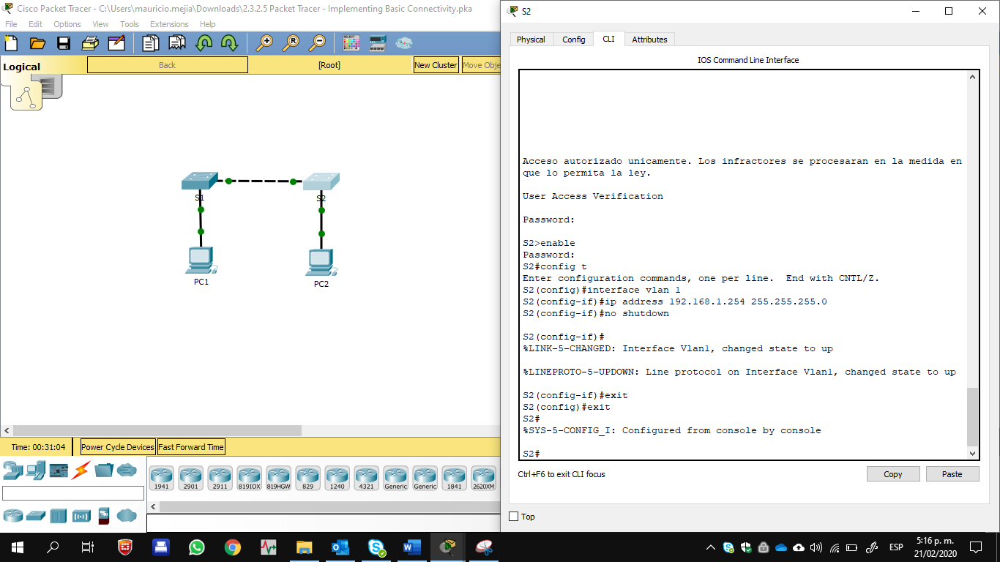 Cisco Packet Tracer - C:\Users\mauricio.mejia\Downloads\2.3.2.5 Packet Tracer - Implementing Basic Connectivity.pka
File Edit Options View Tools Extensions Help
Logical
Back
[Root]
New Cluster
Move Obje
S1
S2
PC1
PC2
Time: 00:31:04
Power Cycle Devices
Fast Forward Time
1941
2901
2911
819IOX
819HGW
829
1240
4321
Generic
Generic
1841
2620XM
S2
Physical
Config
CLI
Attributes
IOS Command Line Interface
Acceso autorizado unicamente. Los infractores se procesaran en la medida en
que lo permita la ley.
User Access Verification
Password:
S2>enable
Password:
S2#config t
Enter configuration commands, one per line.  End with CNTL/Z.
S2(config)#interface vlan 1
S2(config-if)#ip address 192.168.1.254 255.255.255.0
S2(config-if)#no shutdown
S2(config-if)#
%LINK-5-CHANGED: Interface Vlan1, changed state to up
%LINEPROTO-5-UPDOWN: Line protocol on Interface Vlan1, changed state to up
S2(config-if)#exit
S2(config)#exit
S2#
%SYS-5-CONFIG_I: Configured from console by console
S2#
Ctrl+F6 to exit CLI focus
Copy
Paste
Top
ESP
5:16 p. m.
21/02/2020